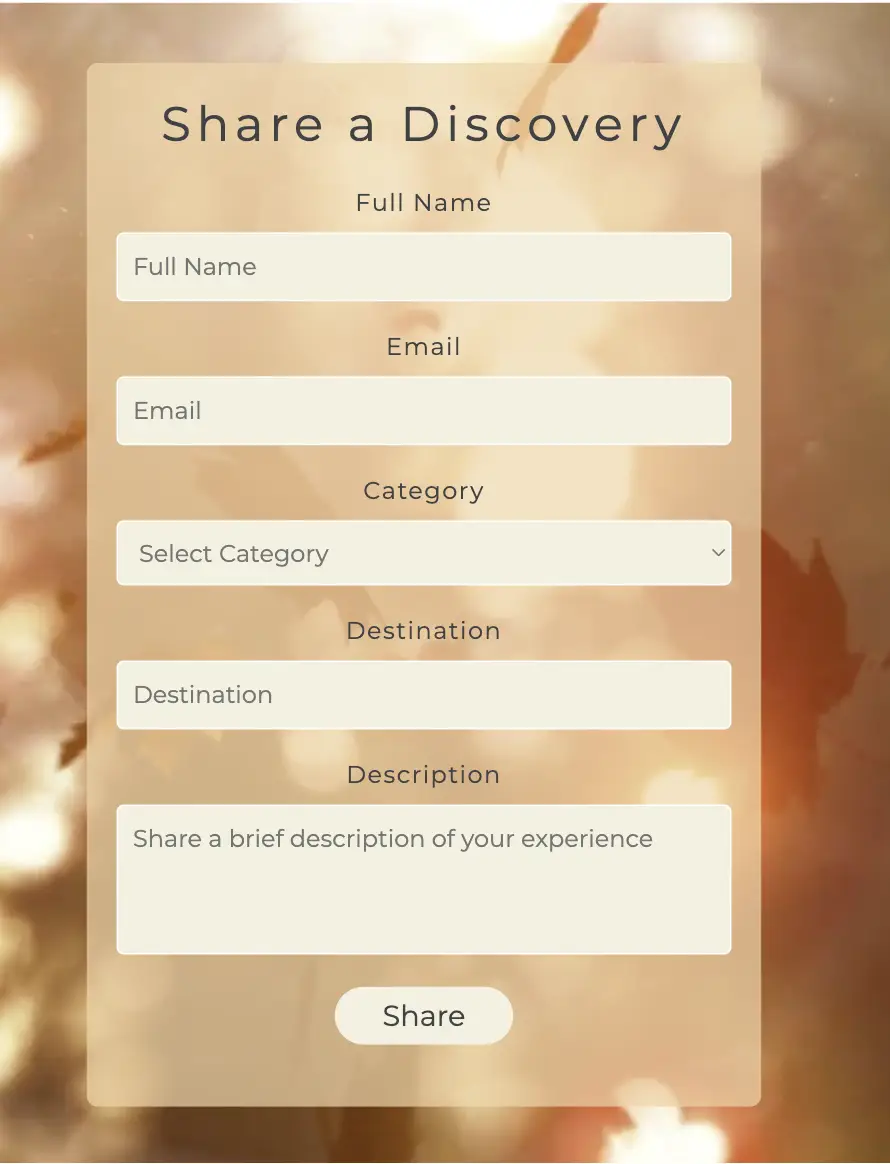 Share a Discovery
Full Name
Full Name
Email
Email
Category
Select Category
Destination
Destination
Description
Share a brief description of your experience
Share